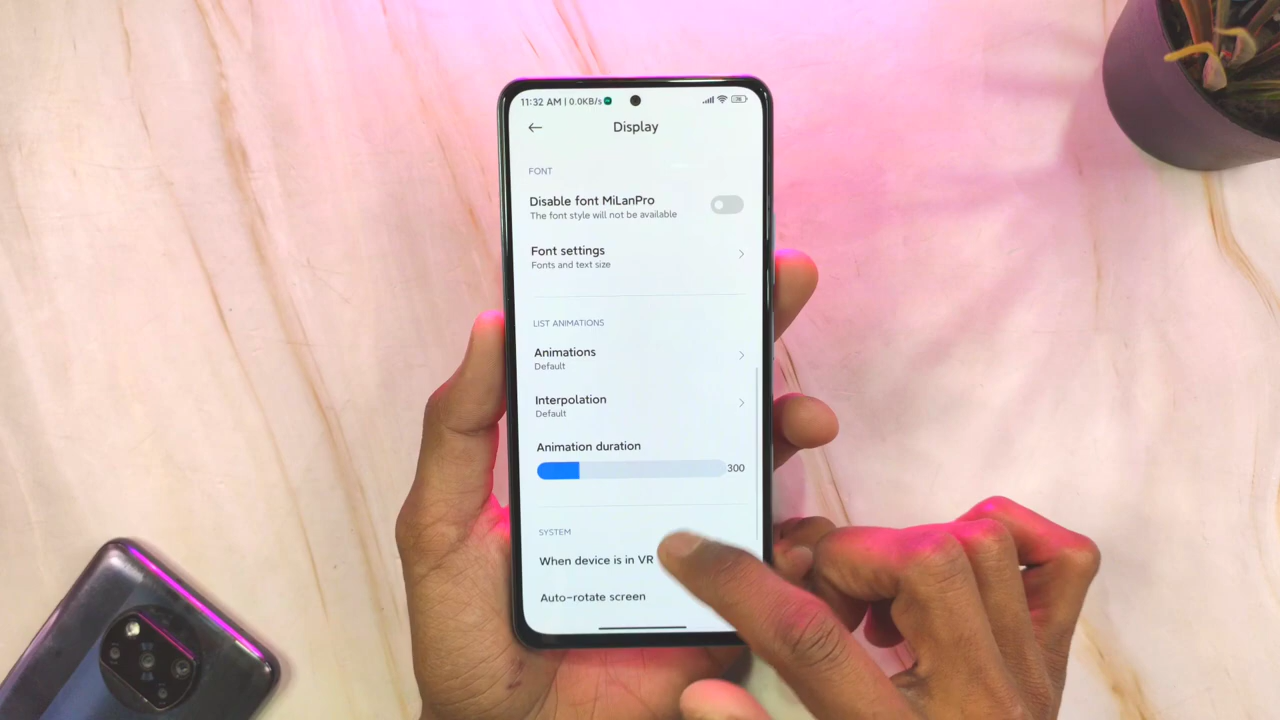 11:32 AM | 0.0KB/s
Display
FONT
Disable font MiLanPro
The font style will not be available
Font settings
Fonts and text size
LIST ANIMATIONS
Animations
Default
Interpolation
Default
Animation duration
300
SYSTEM
When device is in VR
Auto-rotate screen